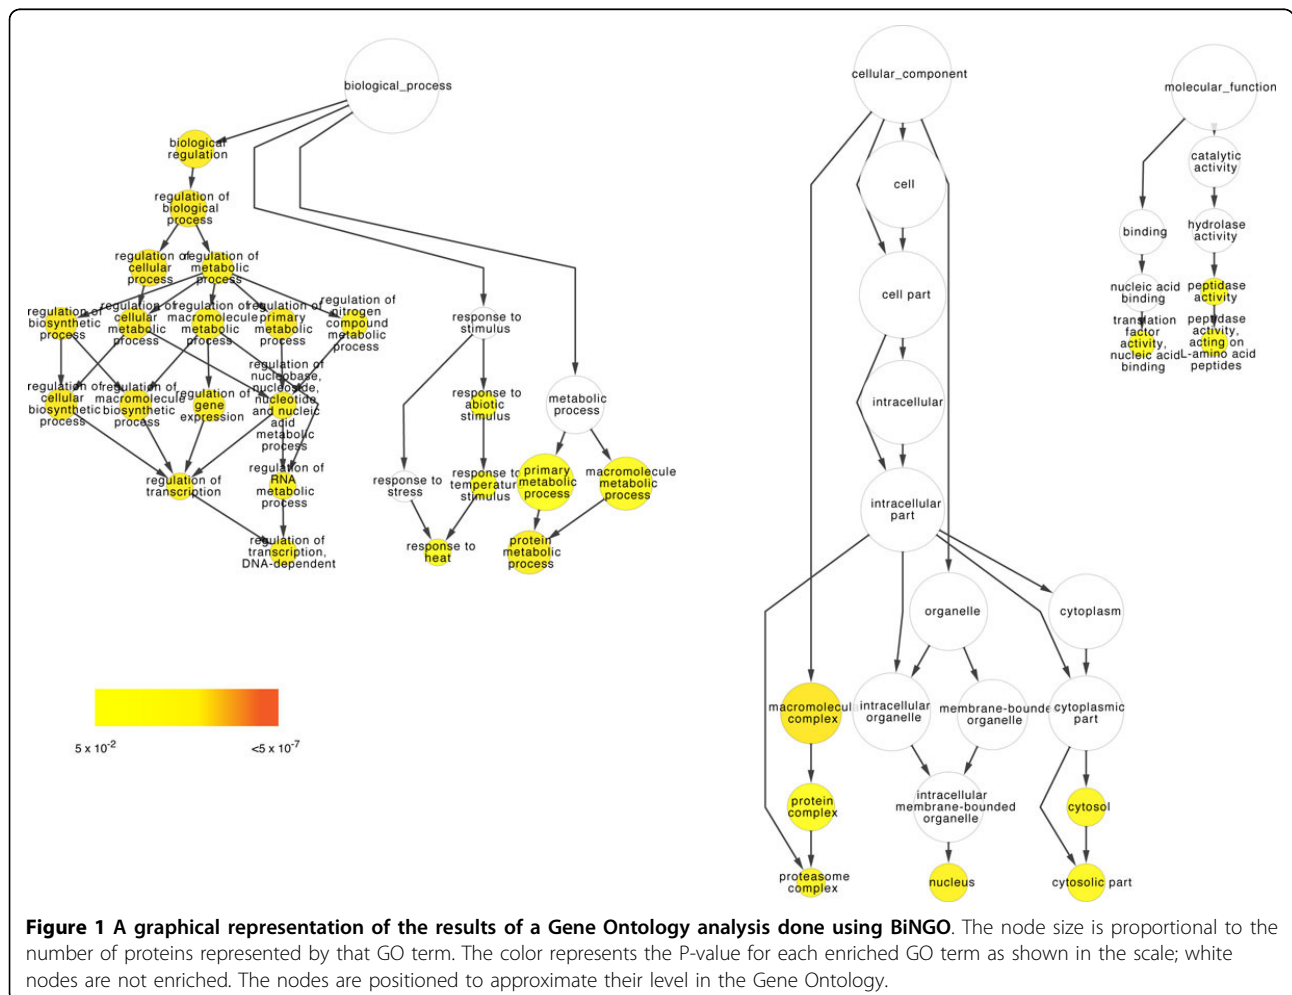 biological_process
biological
regulation
regulation of
biological
process
regulation of
cellular
process
regulation of
metabolic
process
regulation of
biosynthetic
process
regulation of
cellular
metabolic
process
regulation of
macromolecule
metabolic
process
regulation of
primary
metabolic
process
regulation of
nitrogen
compound
metabolic
process
regulation of
cellular
biosynthetic
process
regulation of
macromolecule
biosynthetic
process
regulation of
gene
expression
regulation of
nucleobase,
nucleoside,
nucleotide
and nucleic
acid
metabolic
process
regulation of
transcription
regulation of
RNA
metabolic
process
regulation of
transcription,
DNA-dependent
response to
stimulus
response to
abiotic
stimulus
response to
stress
response to
temperature
stimulus
response to
heat
metabolic
process
primary
metabolic
process
macromolecule
metabolic
process
protein
metabolic
process
5 x 10-2
<5 x 10-7
cellular_component
cell
cell part
intracellular
intracellular
part
organelle
cytoplasm
macromolecul
complex
intracellular
organelle
membrane-bounde
organelle
cytoplasmic
part
protein
complex
intracellular
membrane-bounded
organelle
cytosol
proteasome
complex
nucleus
cytosolic part
molecular_function
catalytic
activity
binding
hydrolase
activity
nucleic acid
binding
peptidase
activity
translation
factor
activity,
nucleic acid
binding
peptidase
activity,
acting on
L-amino acid
peptides
Figure 1 A graphical representation of the results of a Gene Ontology analysis done using BiNGO. The node size is proportional to the
number of proteins represented by that GO term. The color represents the P-value for each enriched GO term as shown in the scale; white
nodes are not enriched. The nodes are positioned to approximate their level in the Gene Ontology.